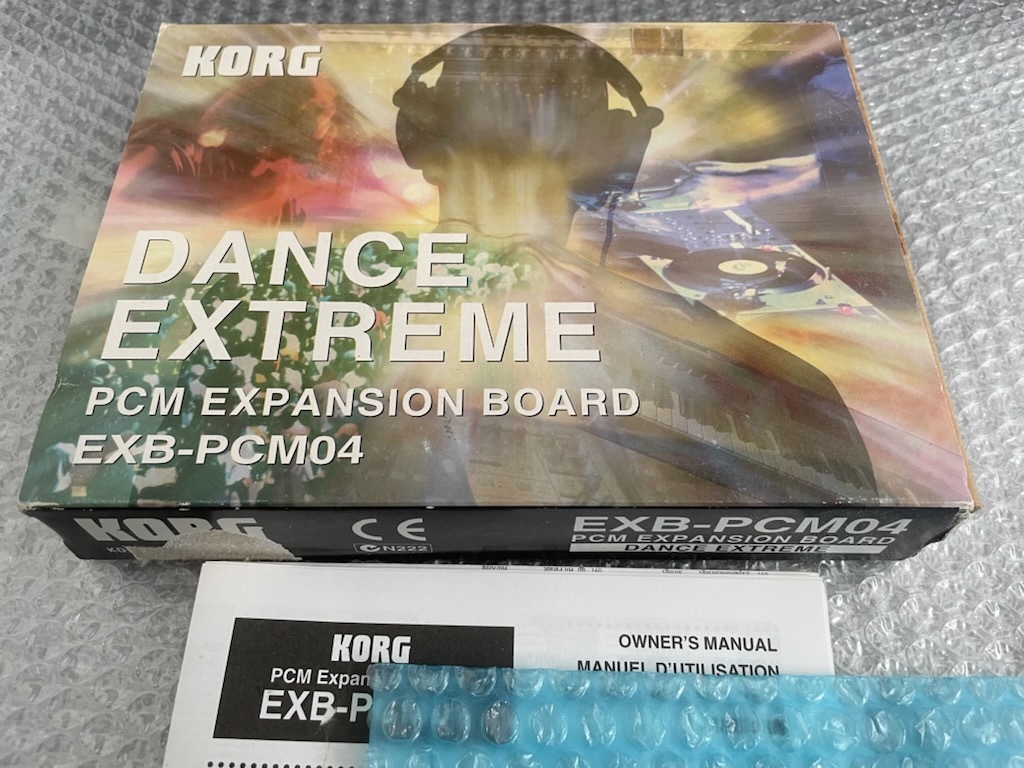 KORG
DANCE
EXTREME
PCM EXPANSION BOARD
EXB-PCM04
KORG
CE
N222
EXB-PCM04
PCM EXPANSION BOARD
DANCE EXTREME
KORG
PCM Expan
EXB-P
OWNER'S MANUAL
MANUEL D'UTILISATION